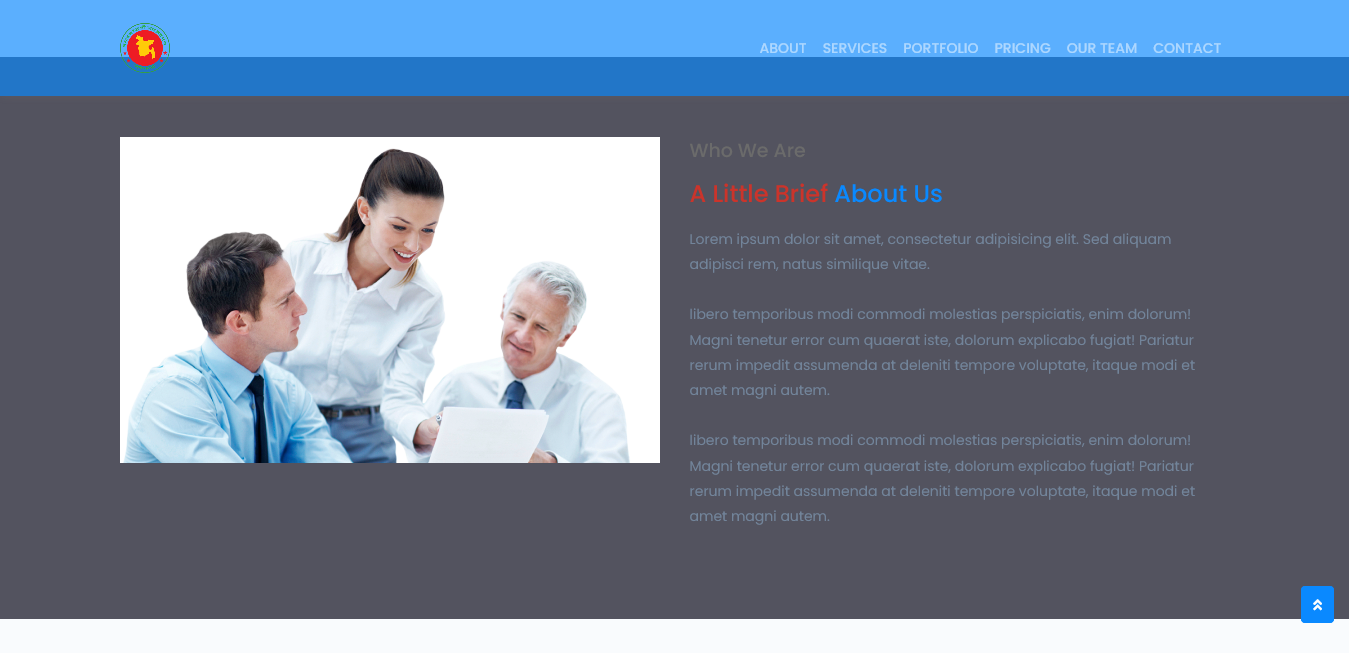 ABOUT SERVICES PORTFOLIO PRICING OUR TEAM CONTACT
Who We Are
A Little Brief About Us
Lorem ipsum dolor sit amet, consectetur adipisicing elit. Sed aliquam
adipisci rem, natus similique vitae.
libero temporibus modi commodi molestias perspiciatis, enim dolorum!
Magni tenetur error cum quaerat iste, dolorum explicabo fugiat! Pariatur
rerum impedit assumenda at deleniti tempore voluptate, itaque modi et
amet magni autem.
libero temporibus modi commodi molestias perspiciatis, enim dolorum!
Magni tenetur error cum quaerat iste, dolorum explicabo fugiat! Pariatur
rerum impedit assumenda at deleniti tempore voluptate, itaque modi et
amet magni autem.